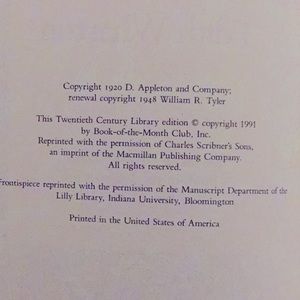 Copyright 1920 D. Appleton and Company;
renewal copyright 1948 William R. Tyler
This Twentieth Century Library edition © copyright 1991
by Book-of-the-Month Club, Inc.
Reprinted with the permission of Charles Scribner's Sons,
an imprint of the Macmillan Publishing Company.
All rights reserved.
Frontispiece reprinted with the permission of the Manuscript Department of the
Lilly Library, Indiana University, Bloomington
Printed in the United States of America